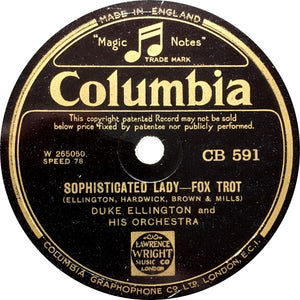 MADE IN ENGLAND
"Magic Notes"
TRADE MARK
Columbia
This copyright patented Record may not be sold
below price fixed by patentee nor publicly performed.
W 265050.
SPEED 78
CB 591
SOPHISTICATED LADY—FOX TROT
(ELLINGTON, HARDWICK, BROWN & MILLS)
DUKE ELLINGTON and
HIS ORCHESTRA
LAWRENCE
WRIGHT
MUSIC CO
LONDON
COLUMBIA GRAPHOPHONE CO. LTD. LONDON, E.C.1.